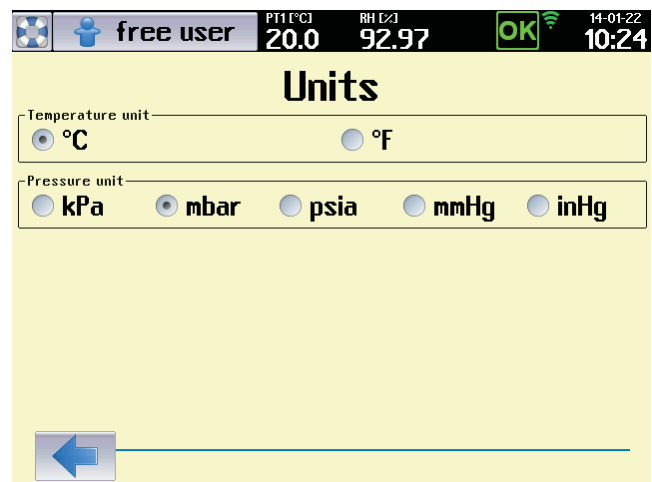 free user PT1 [°C] RH [%] OK 14-01-22
20.0 92.97 10:24
Units
Temperature unit
°C °F
Pressure unit
kPa mbar psia mmHg inHg